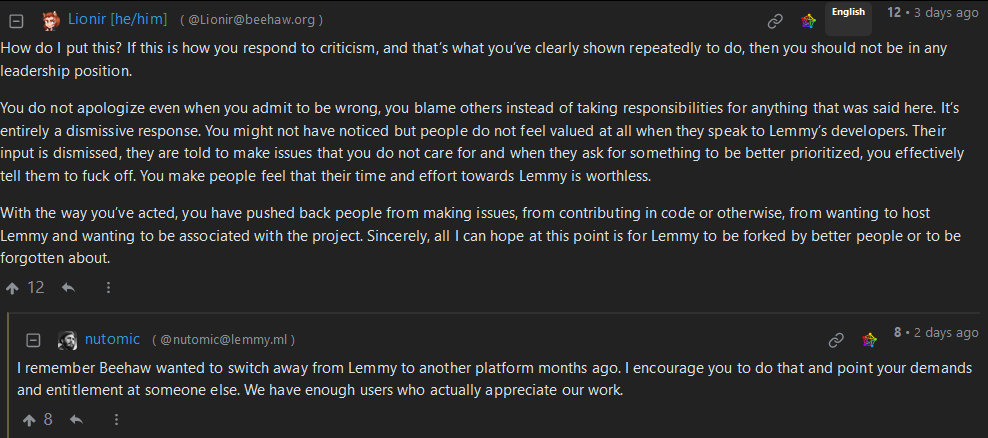 Lionir [he/him] ( @Lionir@beehaw.org ) English 12 • 3 days ago
How do I put this? If this is how you respond to criticism, and that's what you've clearly shown repeatedly to do, then you should not be in any
leadership position.
You do not apologize even when you admit to be wrong, you blame others instead of taking responsibilities for anything that was said here. It's
entirely a dismissive response. You might not have noticed but people do not feel valued at all when they speak to Lemmy's developers. Their
input is dismissed, they are told to make issues that you do not care for and when they ask for something to be better prioritized, you effectively
tell them to fuck off. You make people feel that their time and effort towards Lemmy is worthless.
With the way you've acted, you have pushed back people from making issues, from contributing in code or otherwise, from wanting to host
Lemmy and wanting to be associated with the project. Sincerely, all I can hope at this point is for Lemmy to be forked by better people or to be
forgotten about.
12
nutomic ( @nutomic@lemmy.ml ) 8 • 2 days ago
I remember Beehaw wanted to switch away from Lemmy to another platform months ago. I encourage you to do that and point your demands
and entitlement at someone else. We have enough users who actually appreciate our work.
8